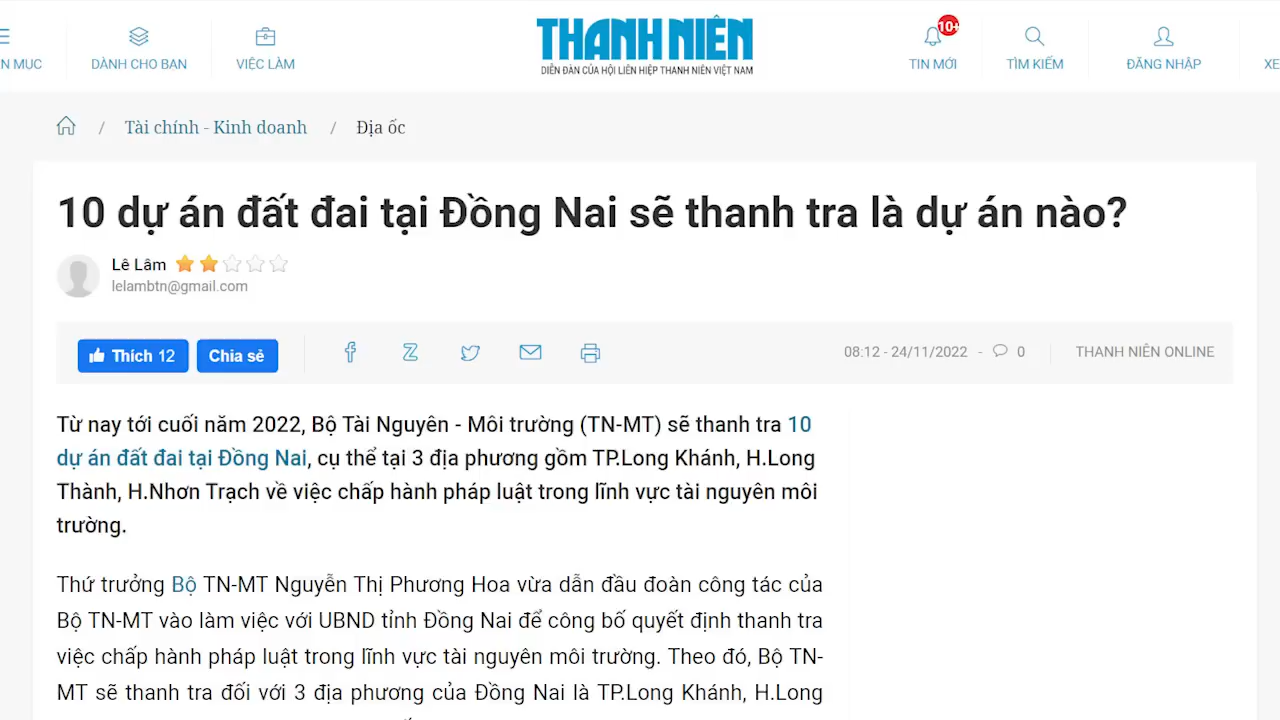 N MỤC
DÀNH CHO BẠN
VIỆC LÀM
THANH NIÊN
DIỄN ĐÀN CỦA HỘI LIÊN HIỆP THANH NIÊN VIỆT NAM
10+
TIN MỚI
TÌM KIẾM
ĐĂNG NHẬP
XE
/ Tài chính - Kinh doanh / Địa ốc
10 dự án đất đai tại Đồng Nai sẽ thanh tra là dự án nào?
Lê Lâm
lelambtn@gmail.com
Thích 12
Chia sẻ
08:12 - 24/11/2022 - 0
THANH NIÊN ONLINE
Từ nay tới cuối năm 2022, Bộ Tài Nguyên - Môi trường (TN-MT) sẽ thanh tra 10
dự án đất đai tại Đồng Nai, cụ thể tại 3 địa phương gồm TP.Long Khánh, H.Long
Thành, H.Nhơn Trạch về việc chấp hành pháp luật trong lĩnh vực tài nguyên môi
trường.
Thứ trưởng Bộ TN-MT Nguyễn Thị Phương Hoa vừa dẫn đầu đoàn công tác của
Bộ TN-MT vào làm việc với UBND tỉnh Đồng Nai để công bố quyết định thanh tra
việc chấp hành pháp luật trong lĩnh vực tài nguyên môi trường. Theo đó, Bộ TN-
MT sẽ thanh tra đối với 3 địa phương của Đồng Nai là TP.Long Khánh, H.Long